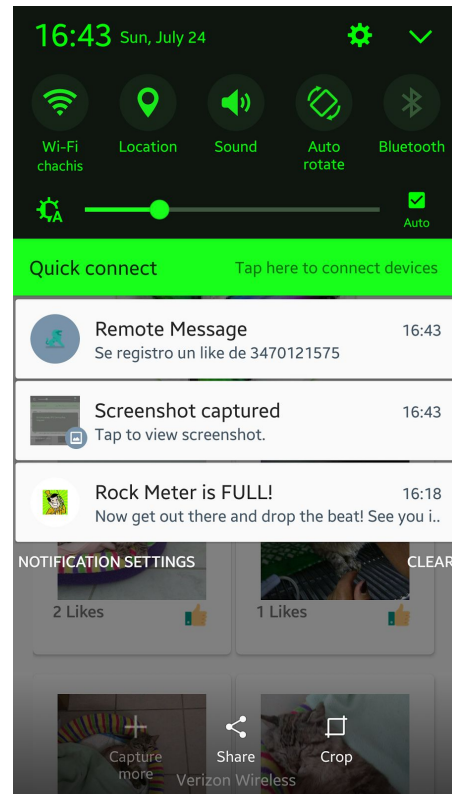 16:43 Sun, July 24
Wi-Fi
chachis
Location
Sound
Auto
rotate
Bluetooth
A
Auto
Quick connect Tap here to connect devices
Remote Message 16:43
Se registro un like de 3470121575
Screenshot captured 16:43
Tap to view screenshot.
Rock Meter is FULL! 16:18
Now get out there and drop the beat! See you i..
NOTIFICATION SETTINGS CLEAR
2 Likes 1 Likes
Capture
more
Share
Crop
Verizon Wireless